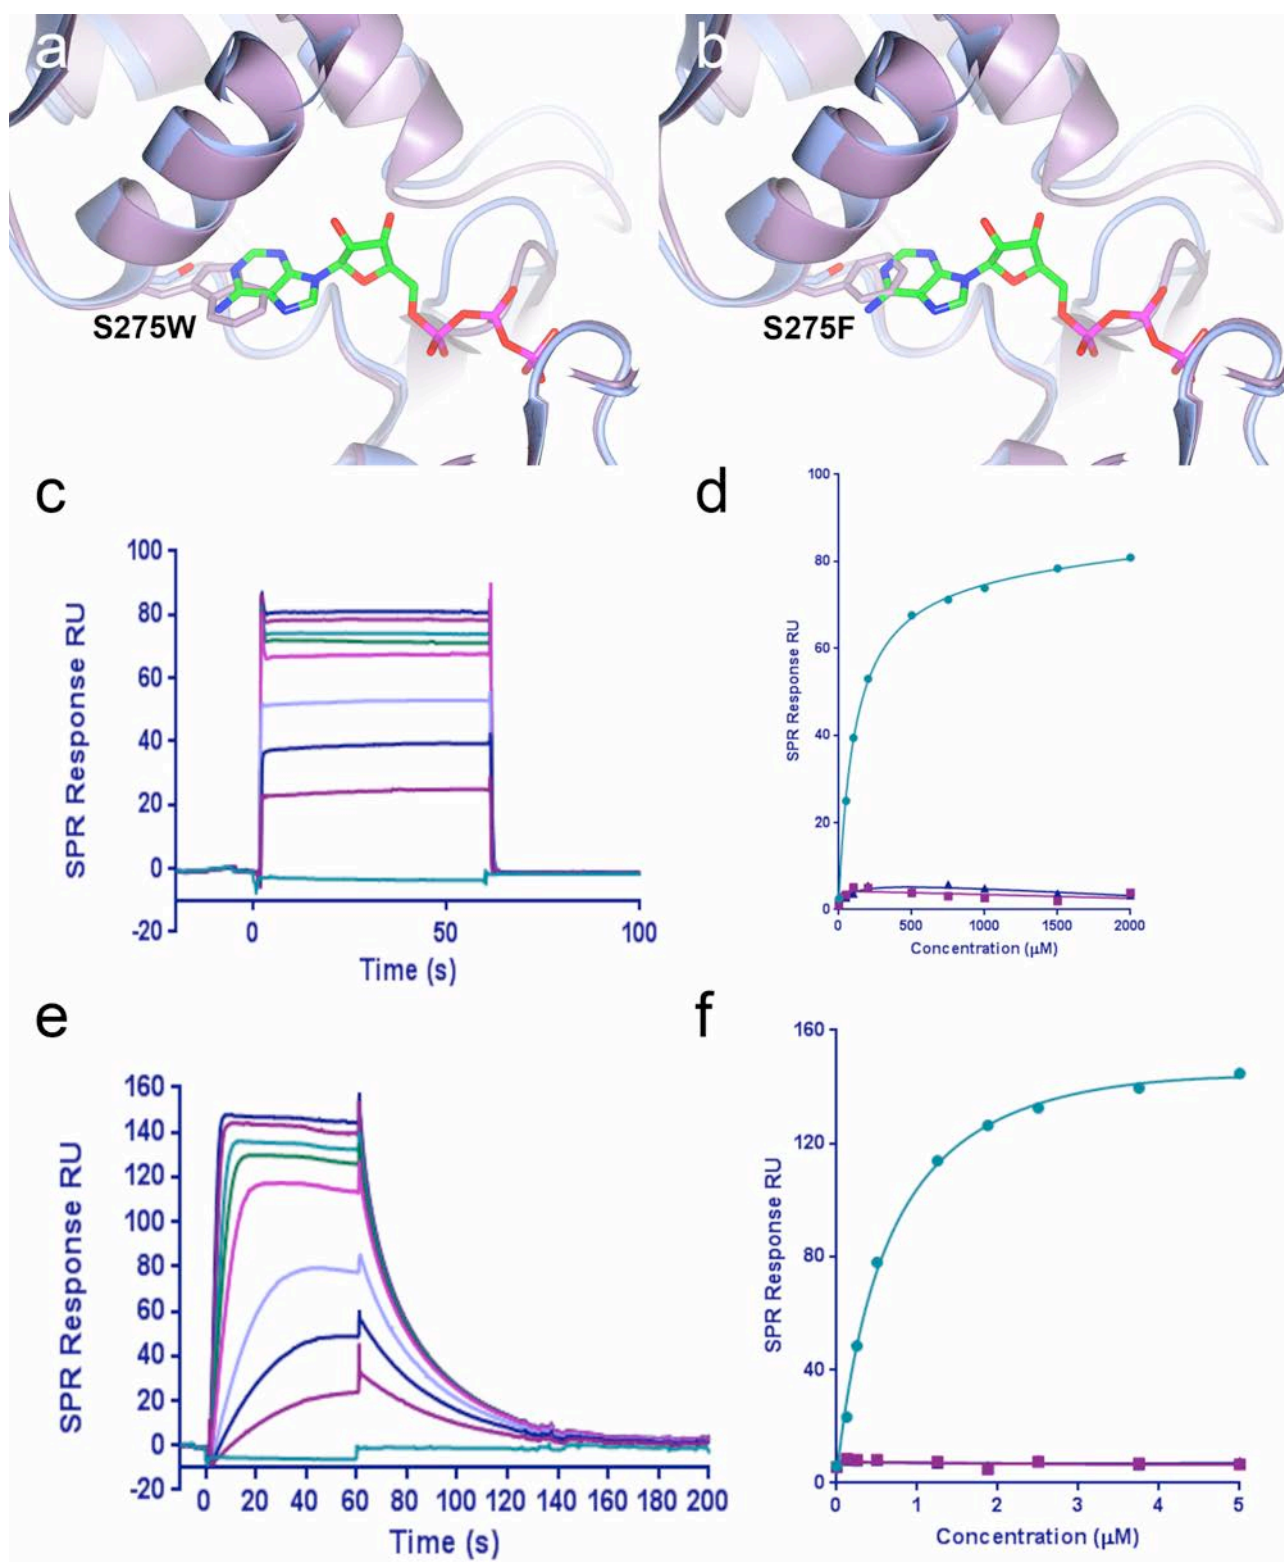 a
b
S275W
S275F
c
d
100
80
60
40
20
0
-20
SPR Response RU
0
50
100
Time (s)
100
80
60
40
20
0
SPR Response RU
0
500
1000
1500
2000
Concentration (μM)
e
f
160
140
120
100
80
60
40
20
0
-20
SPR Response RU
0 20 40 60 80 100 120 140 160 180 200
Time (s)
160
120
80
40
0
SPR Response RU
0
1
2
3
4
5
Concentration (μM)